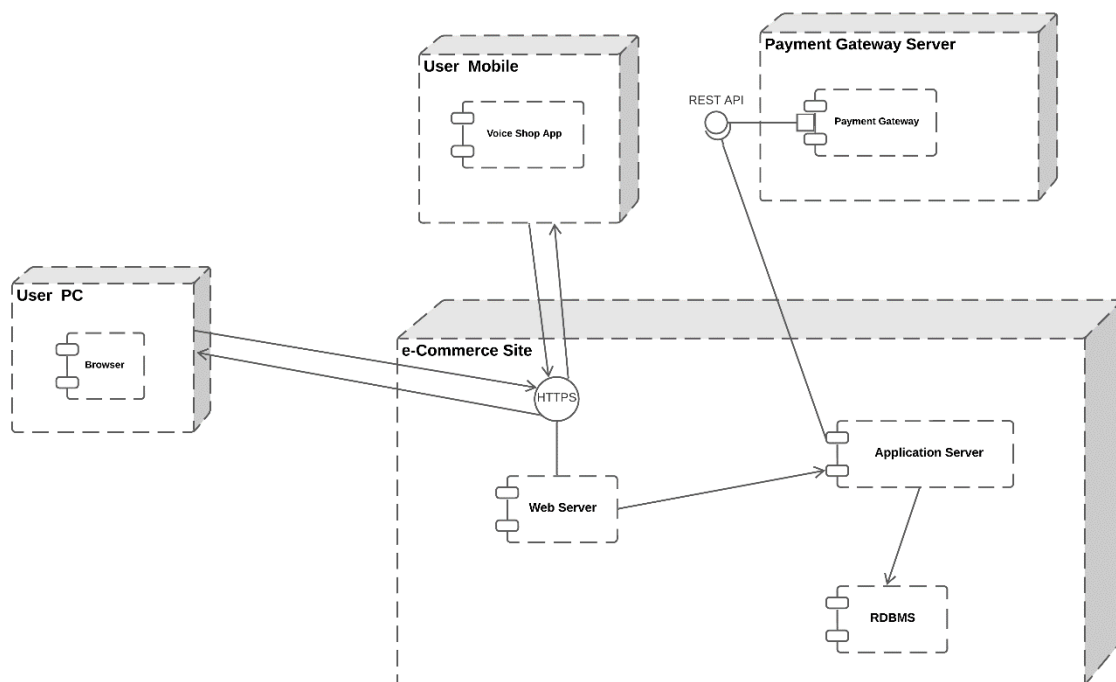 User Mobile
Voice Shop App
Payment Gateway Server
REST API
Payment Gateway
User PC
Browser
e-Commerce Site
HTTPS
Web Server
Application Server
RDBMS